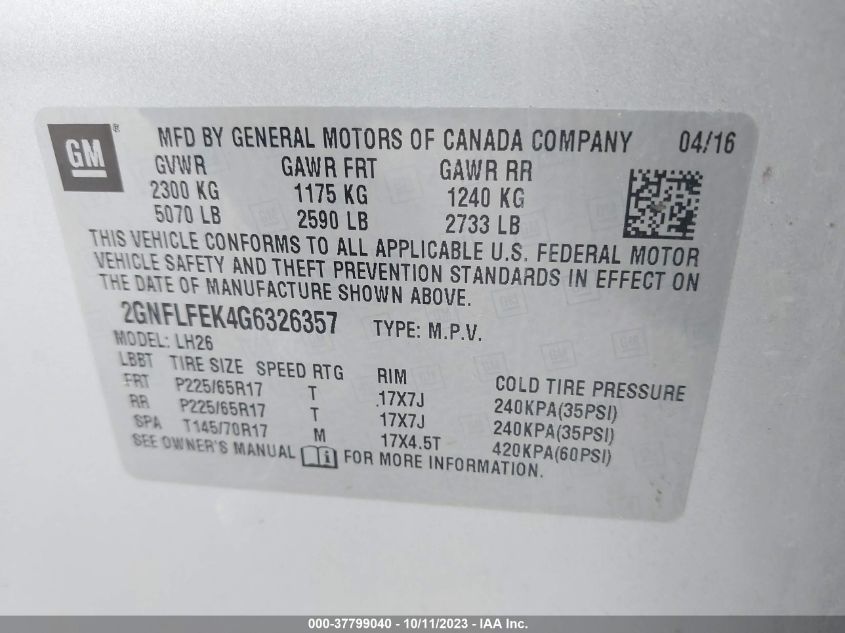 GM ®
MFD BY GENERAL MOTORS OF CANADA COMPANY 04/16
GVWR GAWR FRT GAWR RR
2300 KG 1175 KG 1240 KG
5070 LB 2590 LB 2733 LB
THIS VEHICLE CONFORMS TO ALL APPLICABLE U.S. FEDERAL MOTOR
VEHICLE SAFETY AND THEFT PREVENTION STANDARDS IN EFFECT ON
THE DATE OF MANUFACTURE SHOWN ABOVE.
2GNFLFEK4G6326357 TYPE: M.P.V.
MODEL: LH26
LBBT TIRE SIZE SPEED RTG RIM COLD TIRE PRESSURE
FRT P225/65R17 T 17X7J 240KPA(35PSI)
RR P225/65R17 T 17X7J 240KPA(35PSI)
SPA T145/70R17 M 17X4.5T 420KPA(60PSI)
SEE OWNER'S MANUAL FOR MORE INFORMATION.
000-37799040 - 10/11/2023 - IAA Inc.